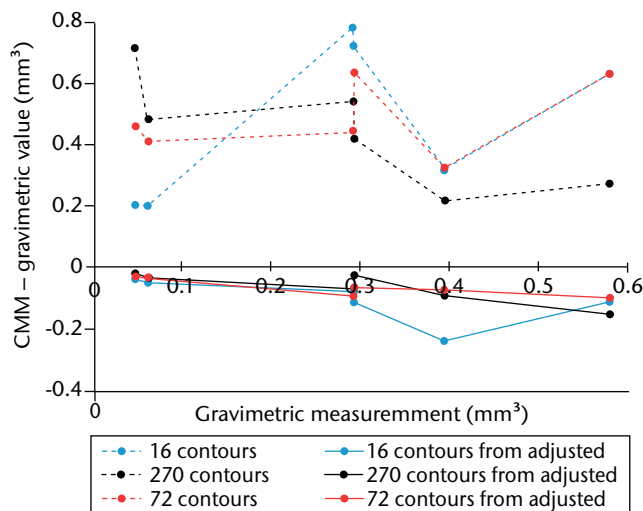 CMM – gravimetric value (mm³)
0.8
0.6
0.4
0.2
0
-0.2
-0.4
0 0.1 0.2 0.3 0.4 0.5 0.6
0
Gravimetric measuremment (mm³)
16 contours 16 contours from adjusted
270 contours 270 contours from adjusted
72 contours 72 contours from adjusted